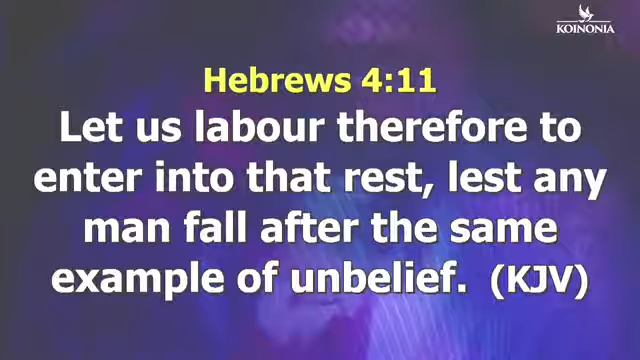 KOINONIA
Hebrews 4:11
Let us labour therefore to
enter into that rest, lest any
man fall after the same
example of unbelief. (KJV)